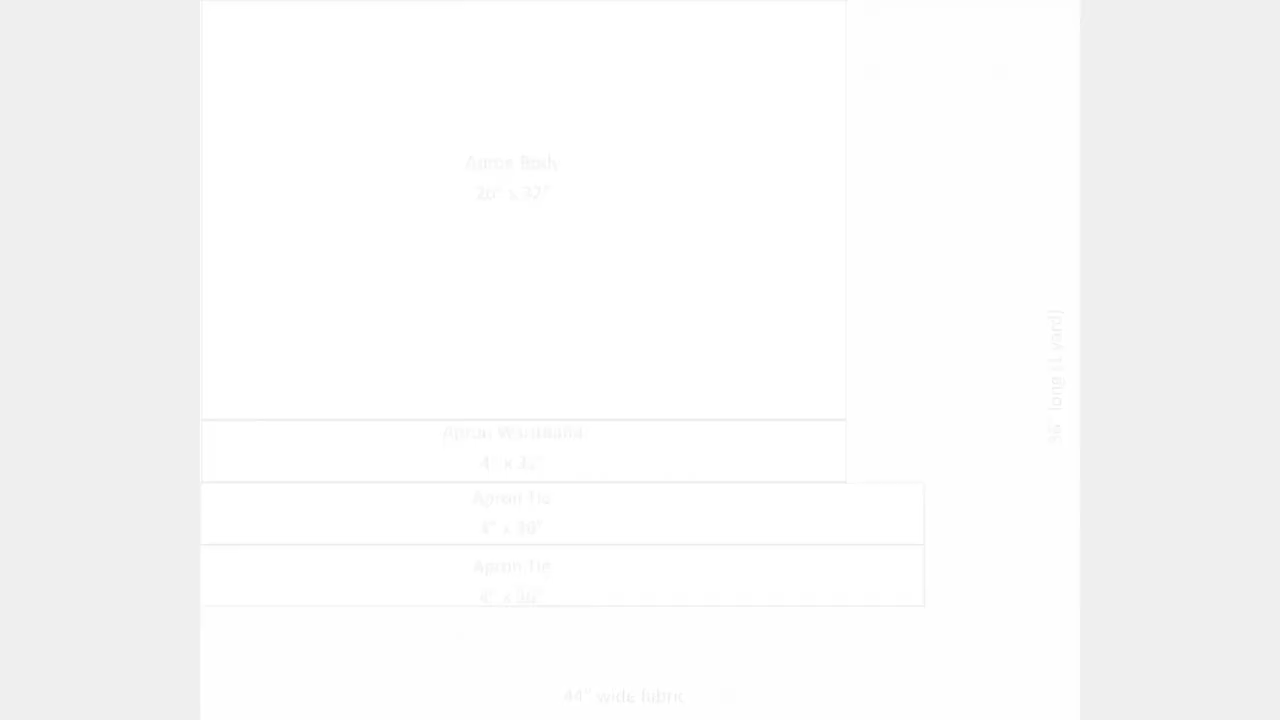 Apron Body
20" x 32"
Apron Waistband
4" x 32"
Apron Tie
4" x 36"
Apron Tie
4" x 36"
36" long (1 yard)
44" wide fabric